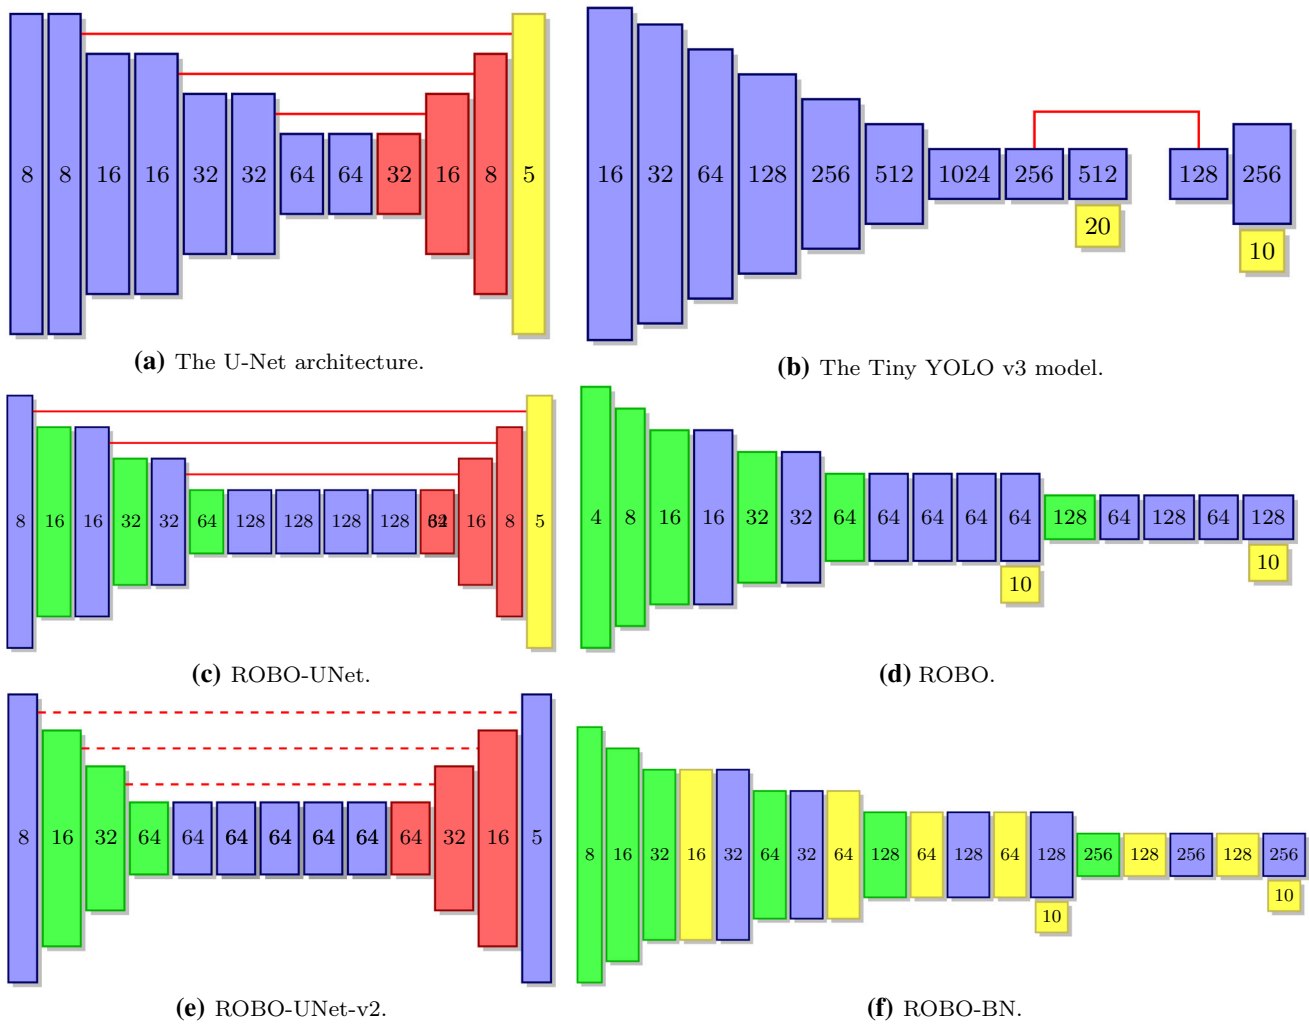 8 8 16 16 32 32 64 64 32 16 8 5
(a) The U-Net architecture.
16 32 64 128 256 512 1024 256 512 128 256
20
10
(b) The Tiny YOLO v3 model.
8 16 16 32 32 64 128 128 128 128 16 8 5
(c) ROBO-UNet.
4 8 16 16 32 32 64 64 64 64 64 128 64 128 64 128
10
10
(d) ROBO.
8 16 32 64 64 64 64 64 64 64 32 16 5
(e) ROBO-UNet-v2.
8 16 32 16 32 64 32 64 128 64 128 64 128 256 128 256 128 256
10
10
(f) ROBO-BN.